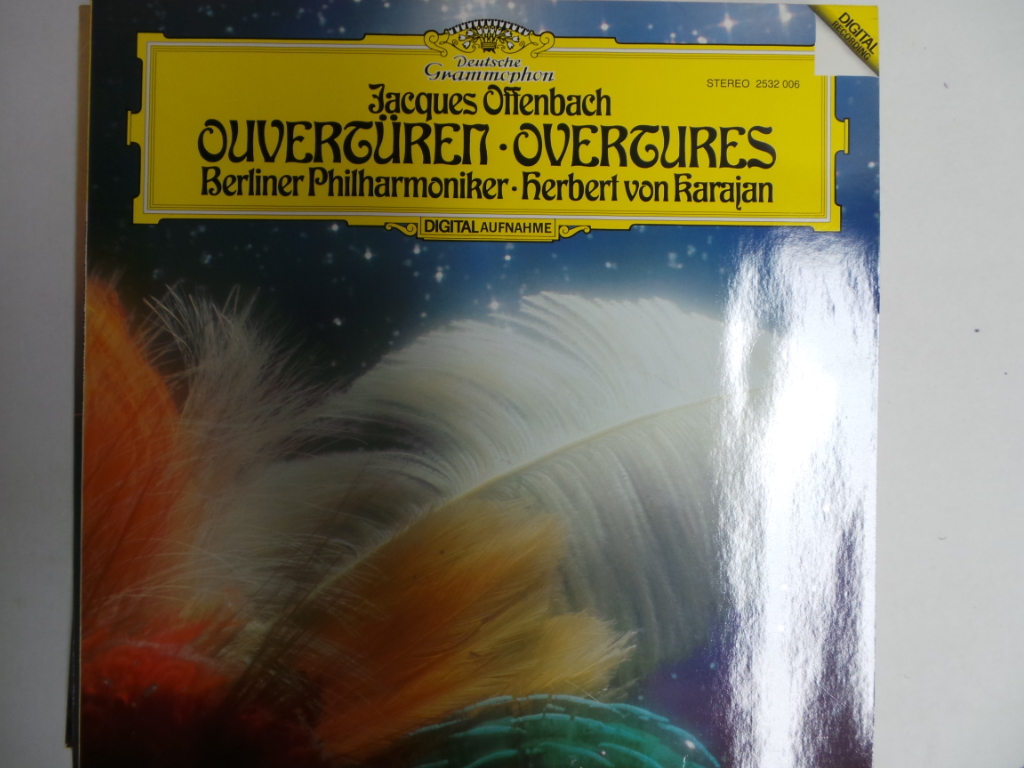 DIGITAL
RECORDING
Deutsche
Grammophon
STEREO 2532 006
Jacques Offenbach
OUVERTÜREN · OVERTURES
Berliner Philharmoniker · Herbert von Karajan
DIGITAL AUFNAHME